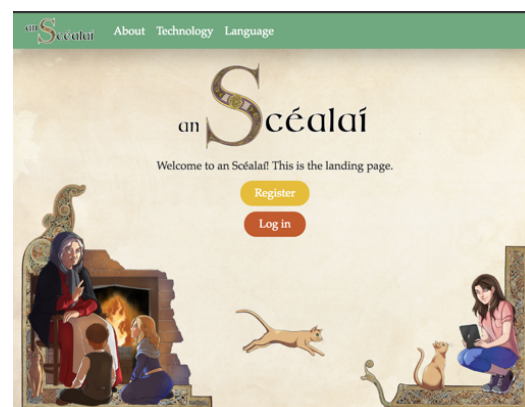 an Scéalaí About Technology Language
an Scéalaí
Welcome to an Scéalaí! This is the landing page.
Register
Log in